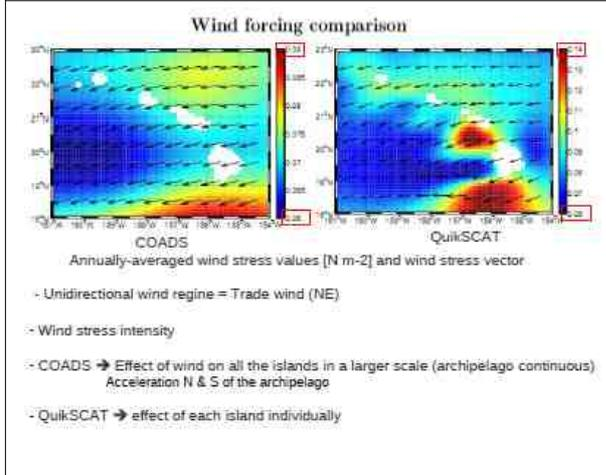 Wind forcing comparison
COADS
QuikSCAT
Annually-averaged wind stress values [N m-2] and wind stress vector
- Unidirectional wind regine = Trade wind (NE)
- Wind stress intensity
- COADS ➔ Effect of wind on all the islands in a larger scale (archipelago continuous)
Acceleration N & S of the archipelago
- QuikSCAT ➔ effect of each island individually